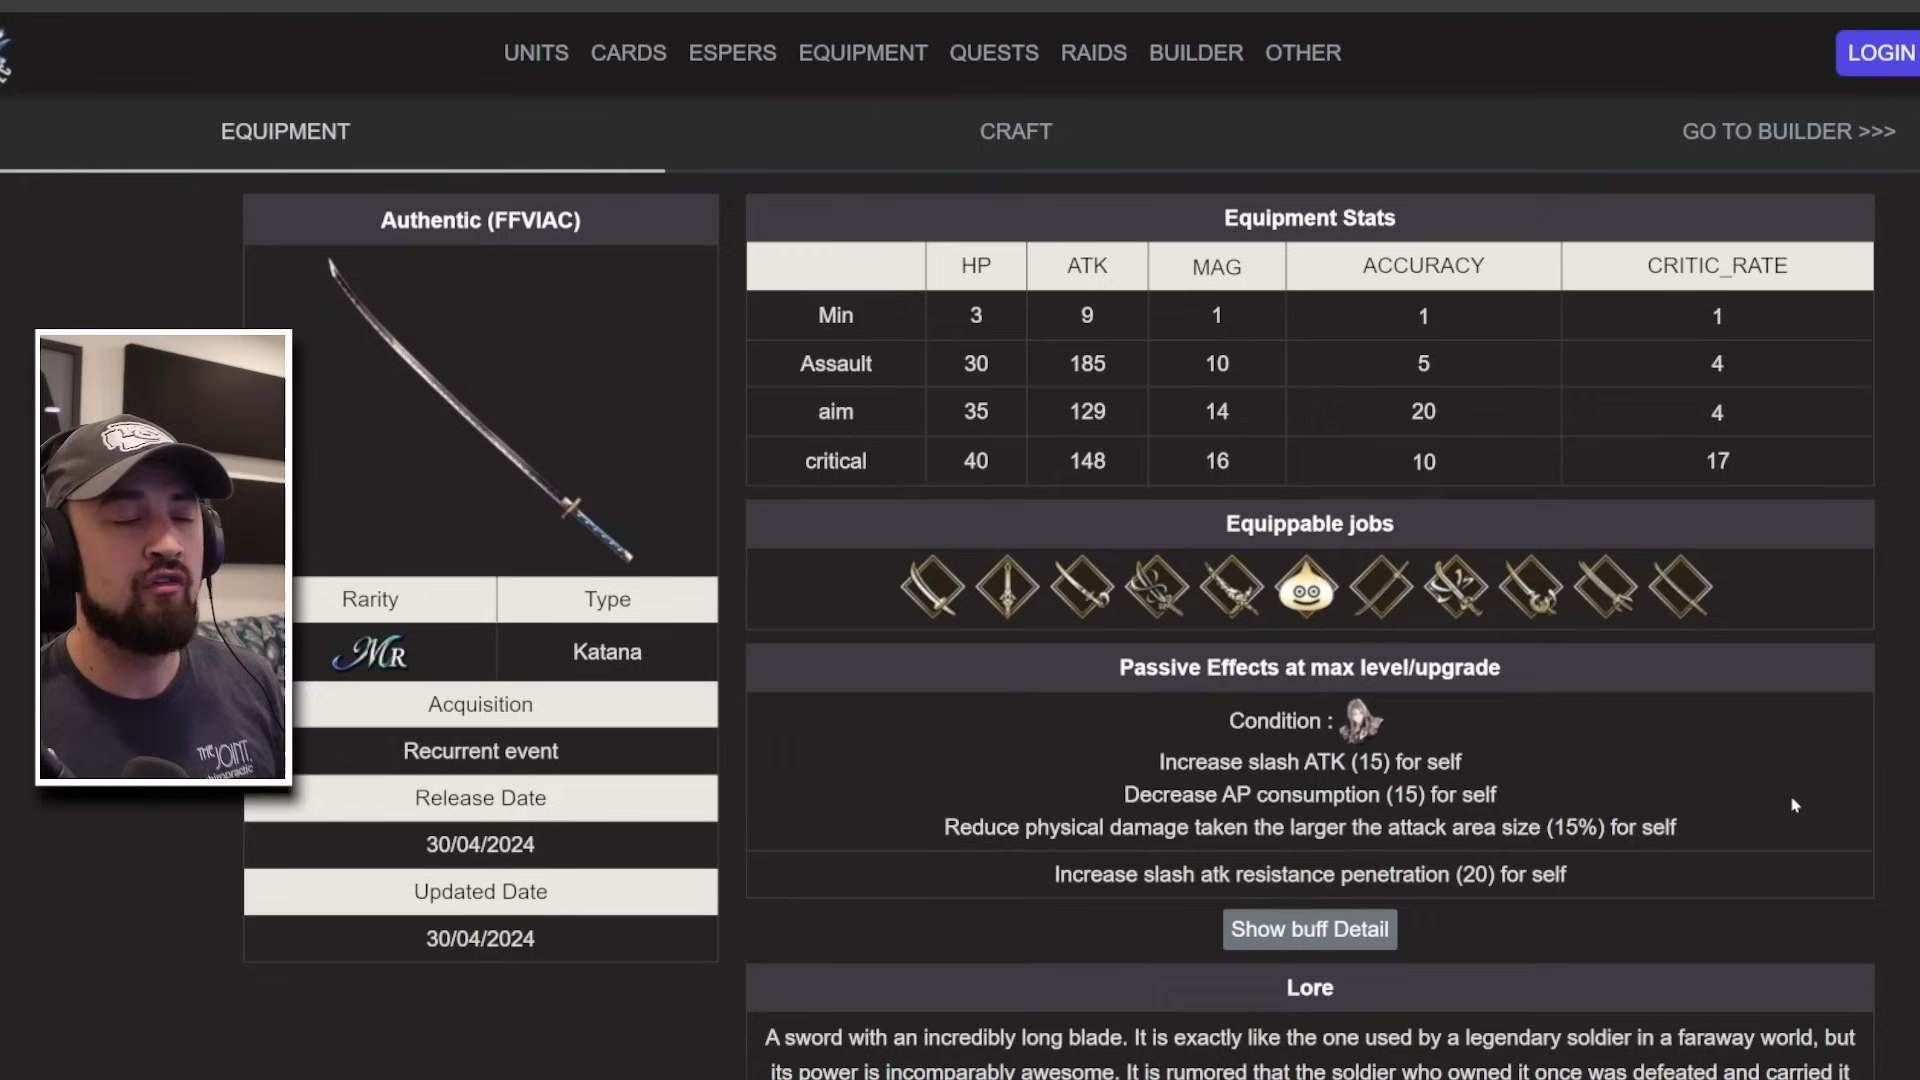 UNITS CARDS ESPERS EQUIPMENT QUESTS RAIDS BUILDER OTHER
LOGIN
EQUIPMENT CRAFT GO TO BUILDER >>>
Authentic (FFVIAC)
Rarity Type
MR Katana
Acquisition
Recurrent event
Release Date
30/04/2024
Updated Date
30/04/2024
Equipment Stats
HP ATK MAG ACCURACY CRITIC_RATE
Min 3 9 1 1 1
Assault 30 185 10 5 4
aim 35 129 14 20 4
critical 40 148 16 10 17
Equippable jobs
Passive Effects at max level/upgrade
Condition :
Increase slash ATK (15) for self
Decrease AP consumption (15) for self
Reduce physical damage taken the larger the attack area size (15%) for self
Increase slash atk resistance penetration (20) for self
Show buff Detail
Lore
A sword with an incredibly long blade. It is exactly like the one used by a legendary soldier in a faraway world, but
its power is incomparably awesome. It is rumored that the soldier who owned it once was defeated and carried it
THE JOINT
chiropractic